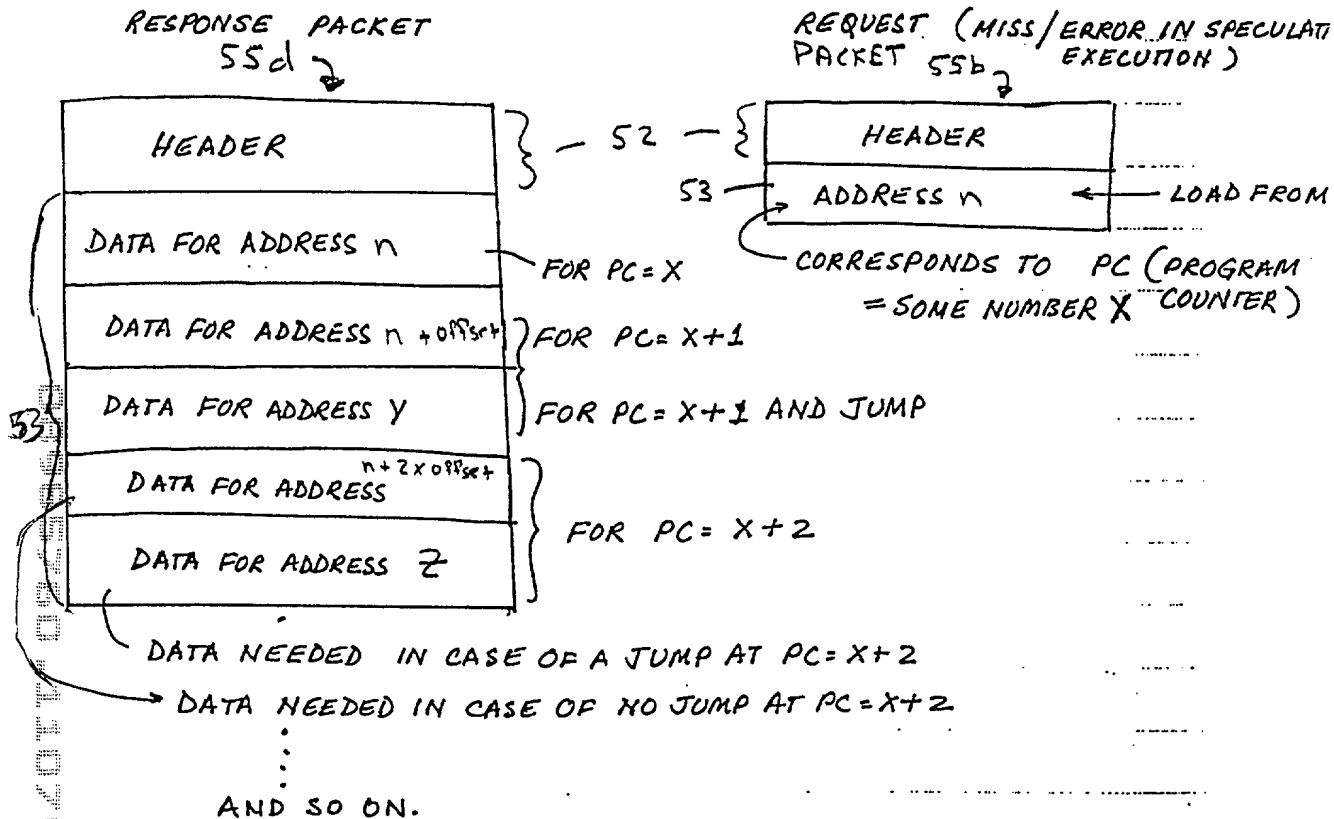 RESPONSE PACKET
55d
HEADER
52
DATA FOR ADDRESS n
FOR PC = X
DATA FOR ADDRESS n + offset
FOR PC = X+1
DATA FOR ADDRESS Y
FOR PC = X+1 AND JUMP
53
DATA FOR ADDRESS n+2 x offset
DATA FOR ADDRESS Z
FOR PC = X+2
DATA NEEDED IN CASE OF A JUMP AT PC = X+2
DATA NEEDED IN CASE OF NO JUMP AT PC = X+2
AND SO ON.
REQUEST (MISS/ERROR IN SPECULATI
PACKET 55b EXECUTION)
HEADER
53
ADDRESS n
LOAD FROM
CORRESPONDS TO PC (PROGRAM
= SOME NUMBER X COUNTER)